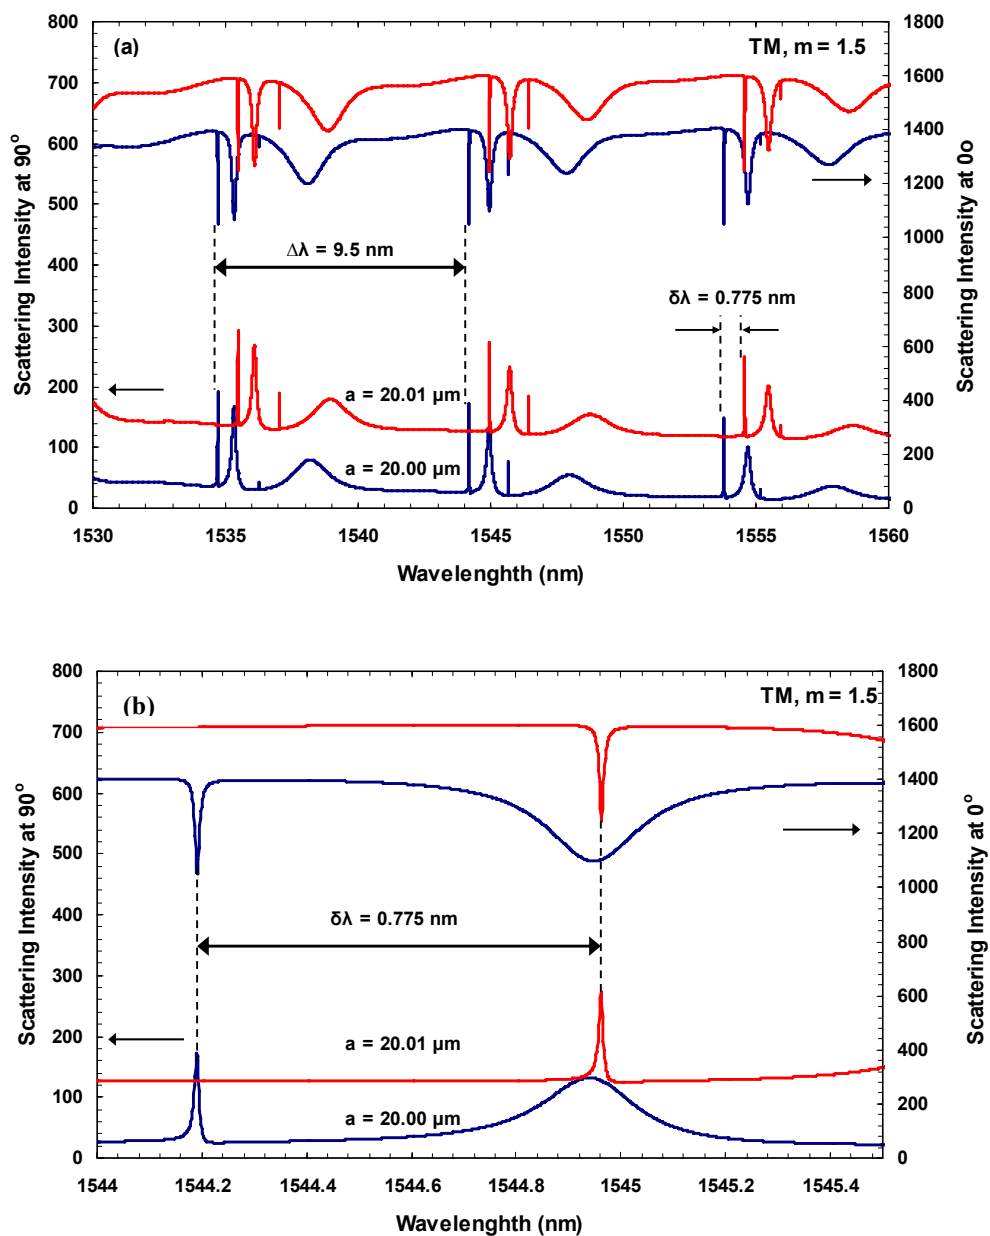 (a)
TM, m = 1.5
800
700
600
500
400
300
200
100
0
1800
1600
1400
1200
1000
800
600
400
200
0
Δλ = 9.5 nm
δλ = 0.775 nm
a = 20.01 µm
a = 20.00 µm
1530 1535 1540 1545 1550 1555 1560
Wavelenghth (nm)
Scattering Intensity at 90°
Scattering Intensity at 0o
(b)
TM, m = 1.5
800
700
600
500
400
300
200
100
0
1800
1600
1400
1200
1000
800
600
400
200
0
δλ = 0.775 nm
a = 20.01 µm
a = 20.00 µm
1544 1544.2 1544.4 1544.6 1544.8 1545 1545.2 1545.4
Wavelenghth (nm)
Scattering Intensity at 90°
Scattering Intensity at 0°